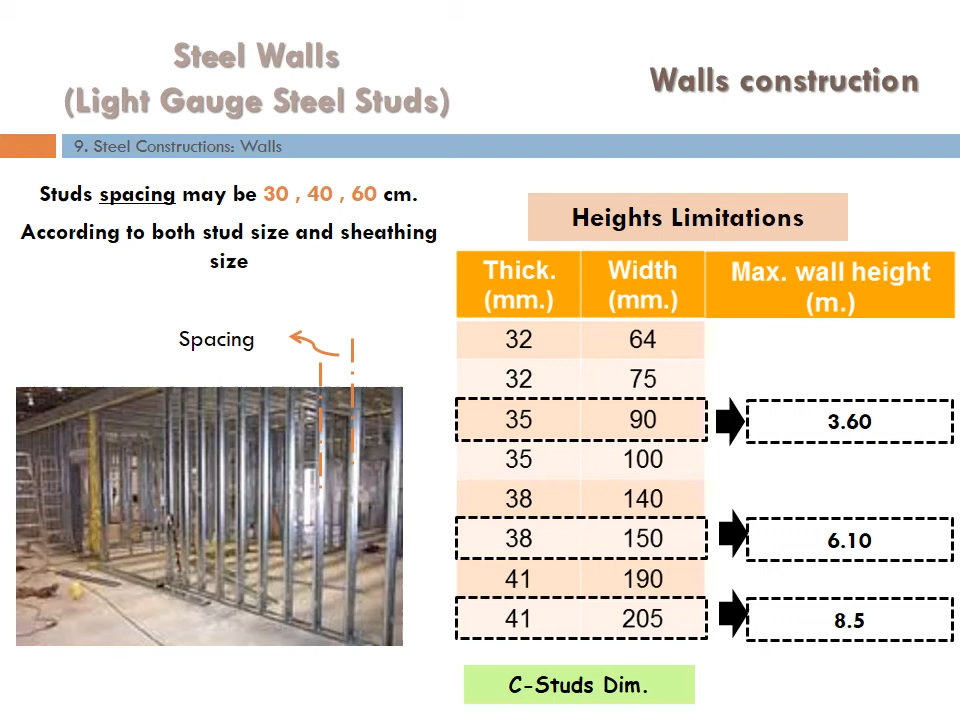 Steel Walls
(Light Gauge Steel Studs)
Walls construction
9. Steel Constructions: Walls
Studs spacing may be 30 , 40 , 60 cm.
According to both stud size and sheathing
size
Spacing
Heights Limitations
Thick. (mm.) Width (mm.) Max. wall height (m.)
32 64
32 75
35 90 3.60
35 100
38 140
38 150 6.10
41 190
41 205 8.5
C-Studs Dim.